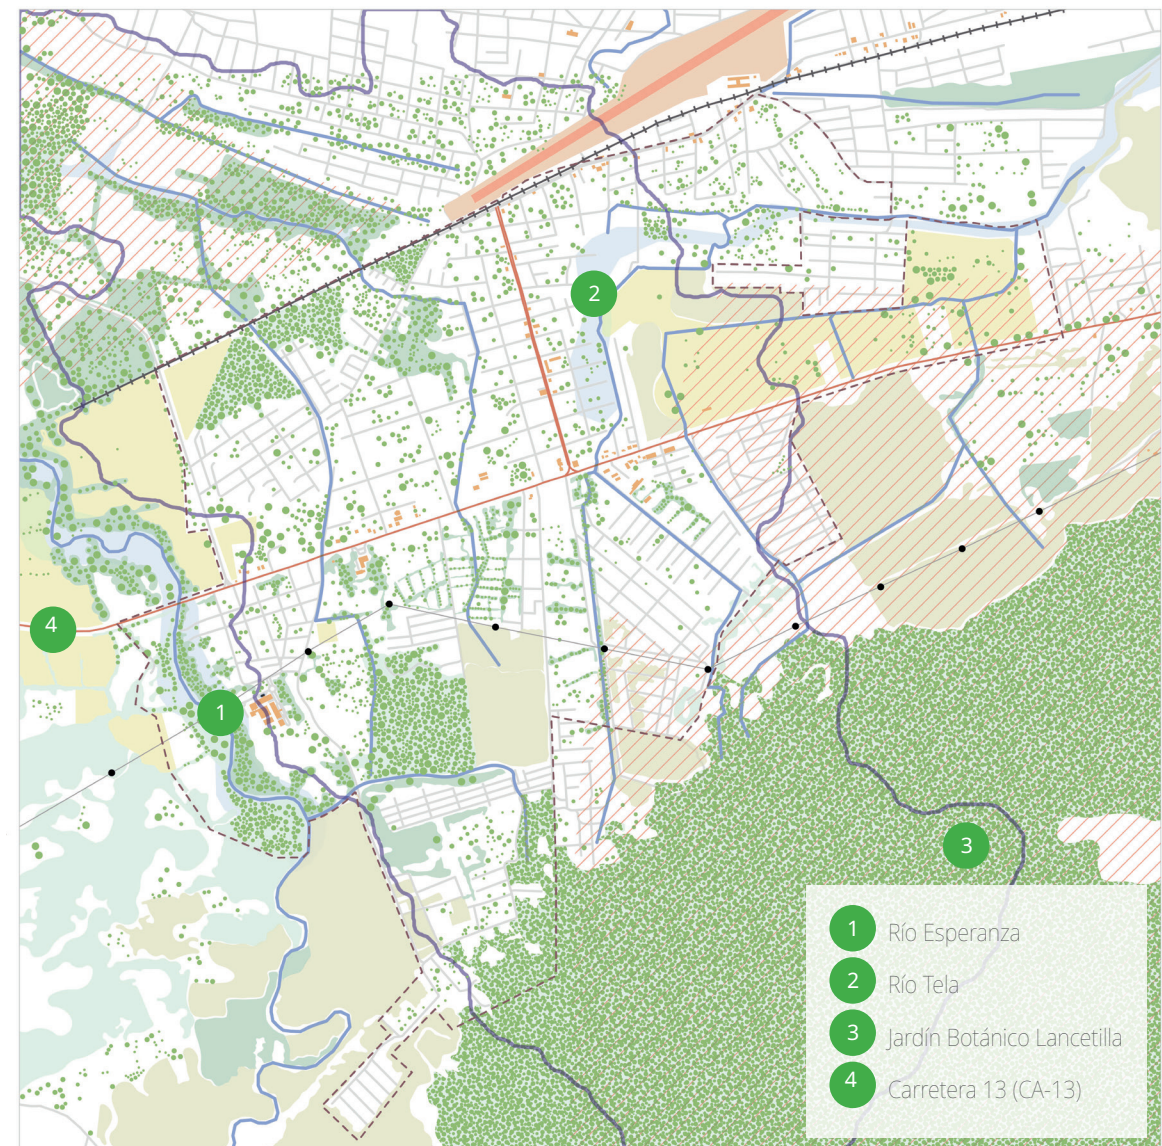 2
4
1
3
1 Río Esperanza
2 Río Tela
3 Jardín Botánico Lancetilla
4 Carretera 13 (CA-13)